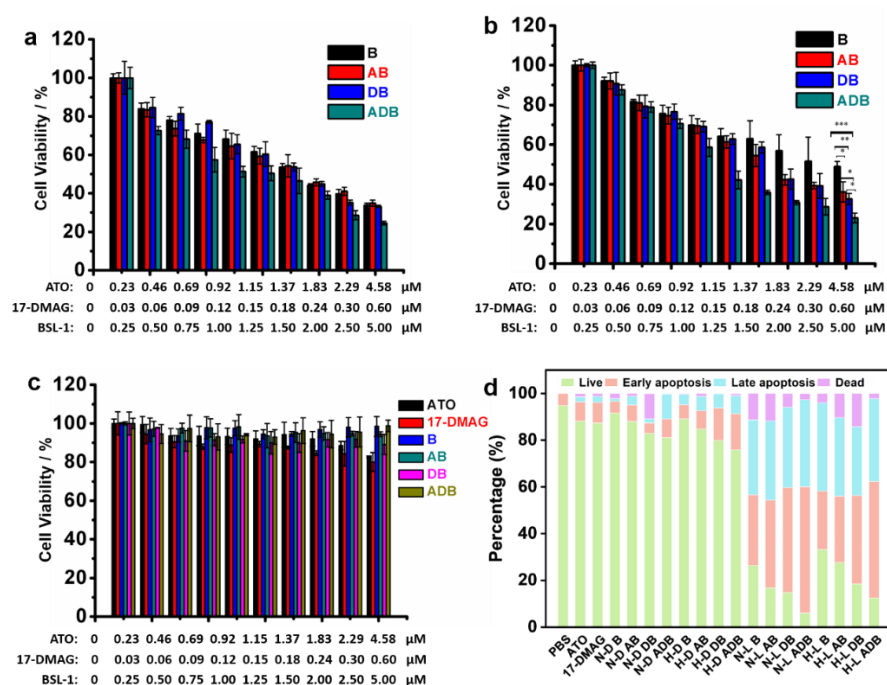 a
120
100
80
60
40
20
0
Cell Viability / %
B
AB
DB
ADB
ATO: 0 0.23 0.46 0.69 0.92 1.15 1.37 1.83 2.29 4.58 μM
17-DMAG: 0 0.03 0.06 0.09 0.12 0.15 0.18 0.24 0.30 0.60 μM
BSL-1: 0 0.25 0.50 0.75 1.00 1.25 1.50 2.00 2.50 5.00 μM
b
120
100
80
60
40
20
0
Cell Viability / %
B
AB
DB
ADB
***
**
*
*
*
ATO: 0 0.23 0.46 0.69 0.92 1.15 1.37 1.83 2.29 4.58 μM
17-DMAG: 0 0.03 0.06 0.09 0.12 0.15 0.18 0.24 0.30 0.60 μM
BSL-1: 0 0.25 0.50 0.75 1.00 1.25 1.50 2.00 2.50 5.00 μM
c
120
100
80
60
40
20
0
Cell Viability / %
ATO
17-DMAG
B
AB
DB
ADB
ATO: 0 0.23 0.46 0.69 0.92 1.15 1.37 1.83 2.29 4.58 μM
17-DMAG: 0 0.03 0.06 0.09 0.12 0.15 0.18 0.24 0.30 0.60 μM
BSL-1: 0 0.25 0.50 0.75 1.00 1.25 1.50 2.00 2.50 5.00 μM
d
Live Early apoptosis Late apoptosis Dead
100
80
60
40
20
0
Percentage (%)
PBS
ATO
17-DMAG
N-D B
N-D AB
N-D DB
N-D ADB
H-D B
H-D AB
H-D DB
H-D ADB
N-L B
N-L AB
N-L DB
N-L ADB
H-L B
H-L AB
H-L DB
H-L ADB